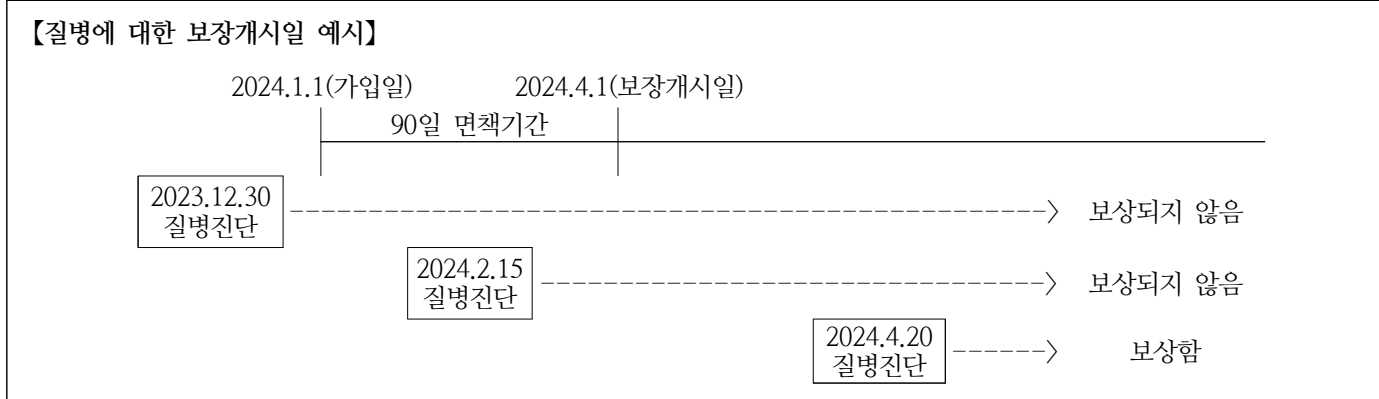 【질병에 대한 보장개시일 예시】
2024.1.1(가입일) 2024.4.1(보장개시일)
90일 면책기간
2023.12.30
질병진단
보상되지 않음
2024.2.15
질병진단
보상되지 않음
2024.4.20
질병진단
보상함